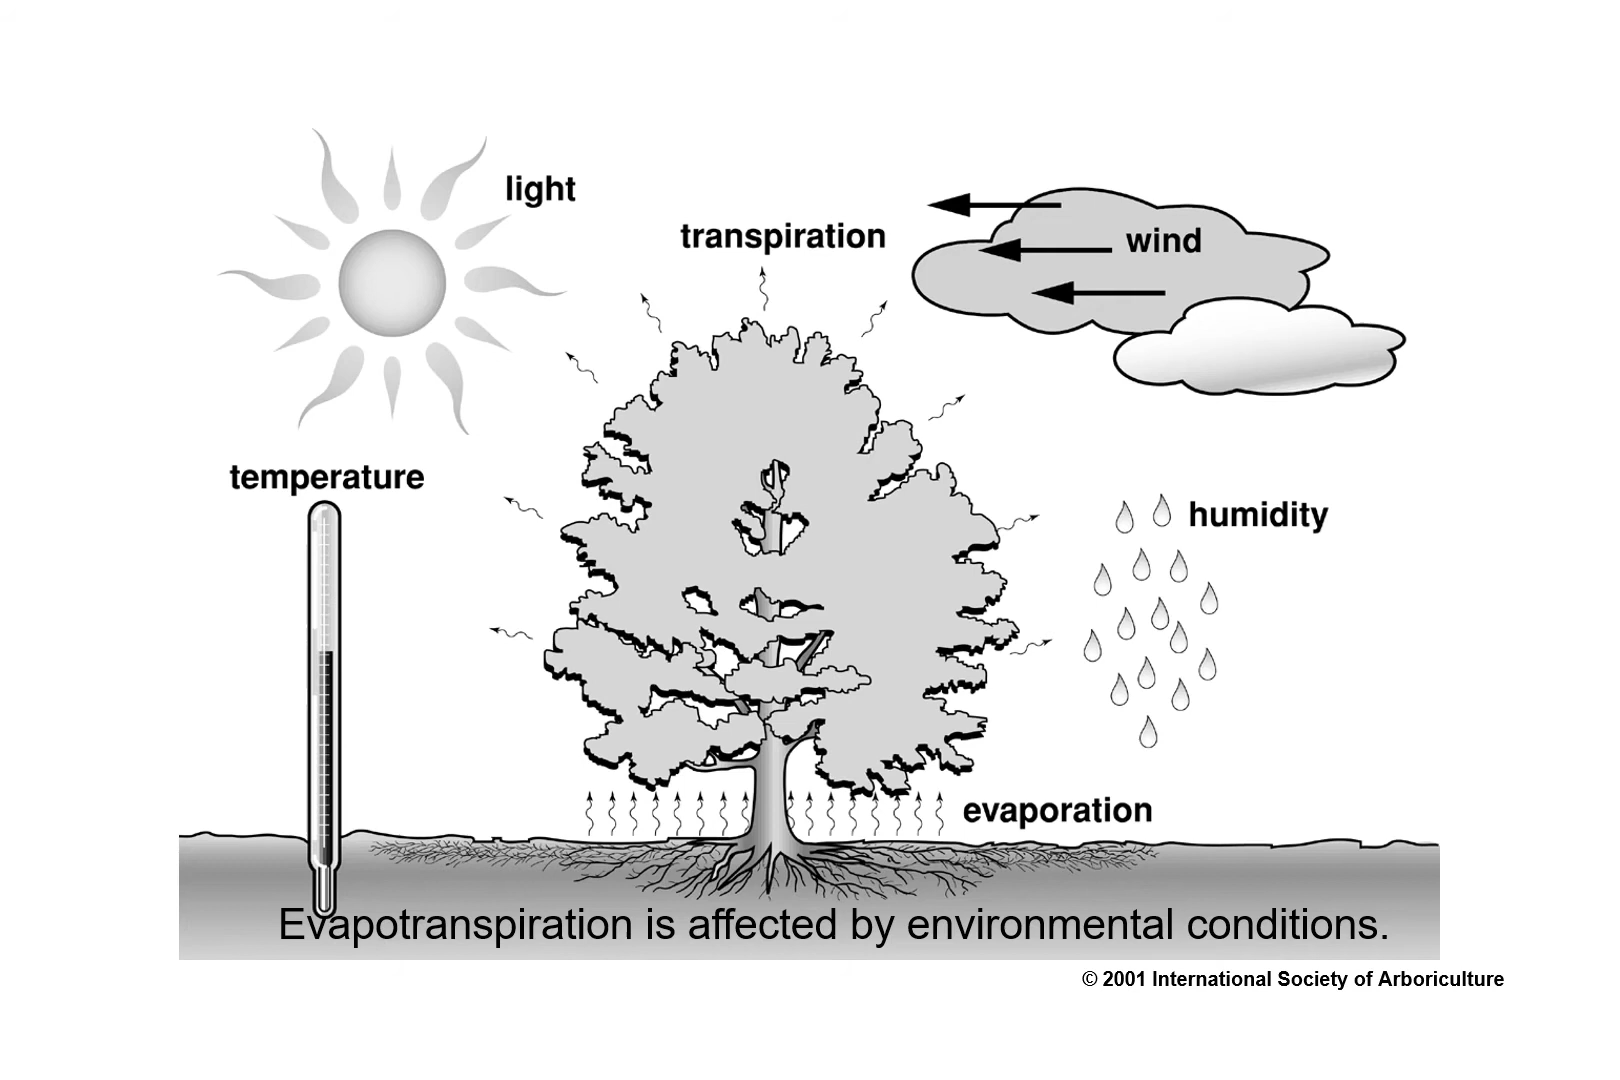 light
transpiration
wind
temperature
humidity
evaporation
Evapotranspiration is affected by environmental conditions.
© 2001 International Society of Arboriculture